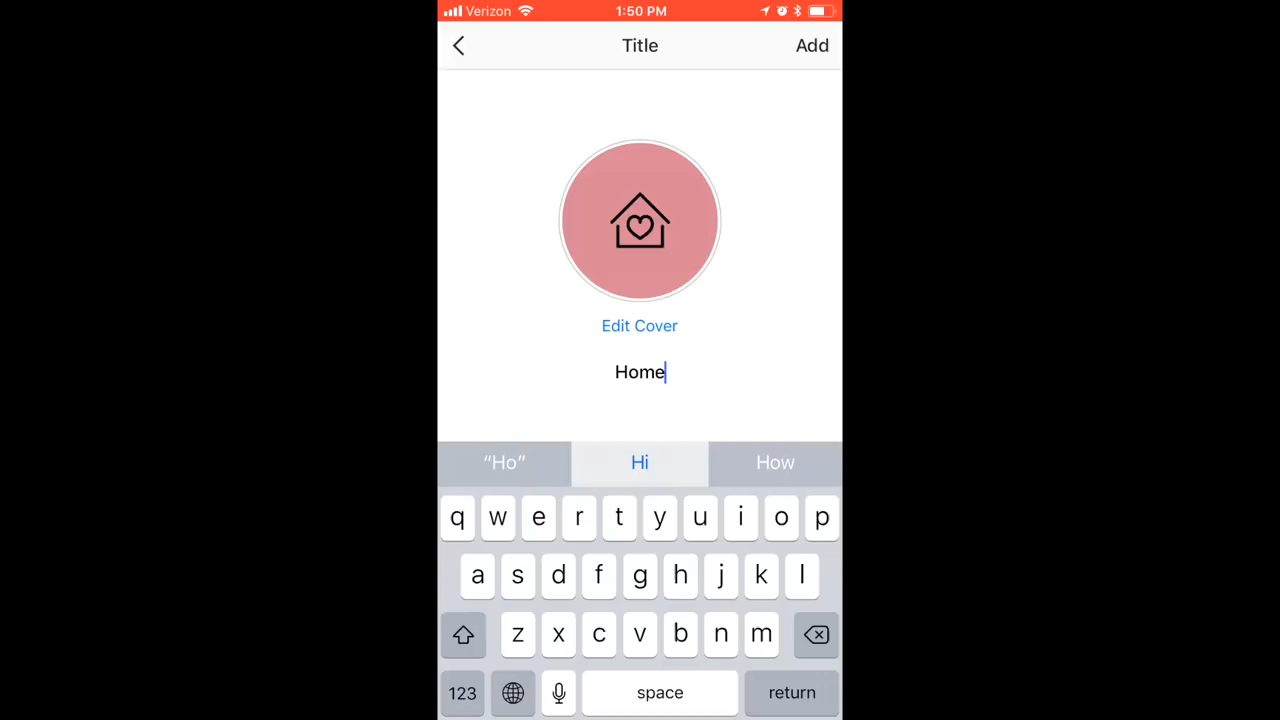 Verizon 1:50 PM
Title Add
Edit Cover
Home
“Ho” Hi How
q w e r t y u i o p
a s d f g h j k l
z x c v b n m
123 space return